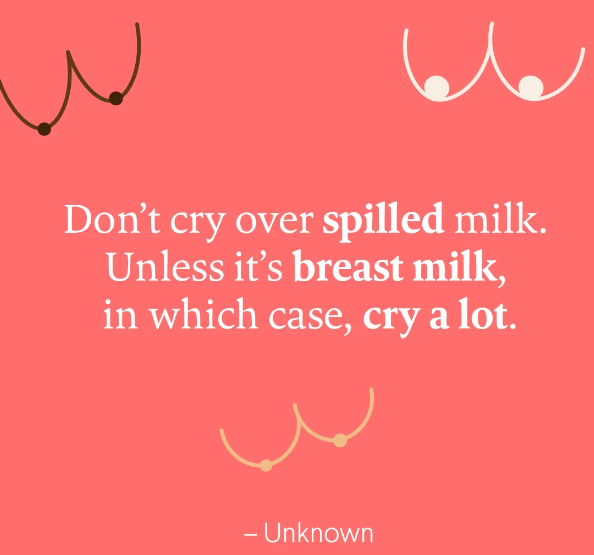 Don’t cry over spilled milk.
Unless it’s breast milk,
in which case, cry a lot.
– Unknown